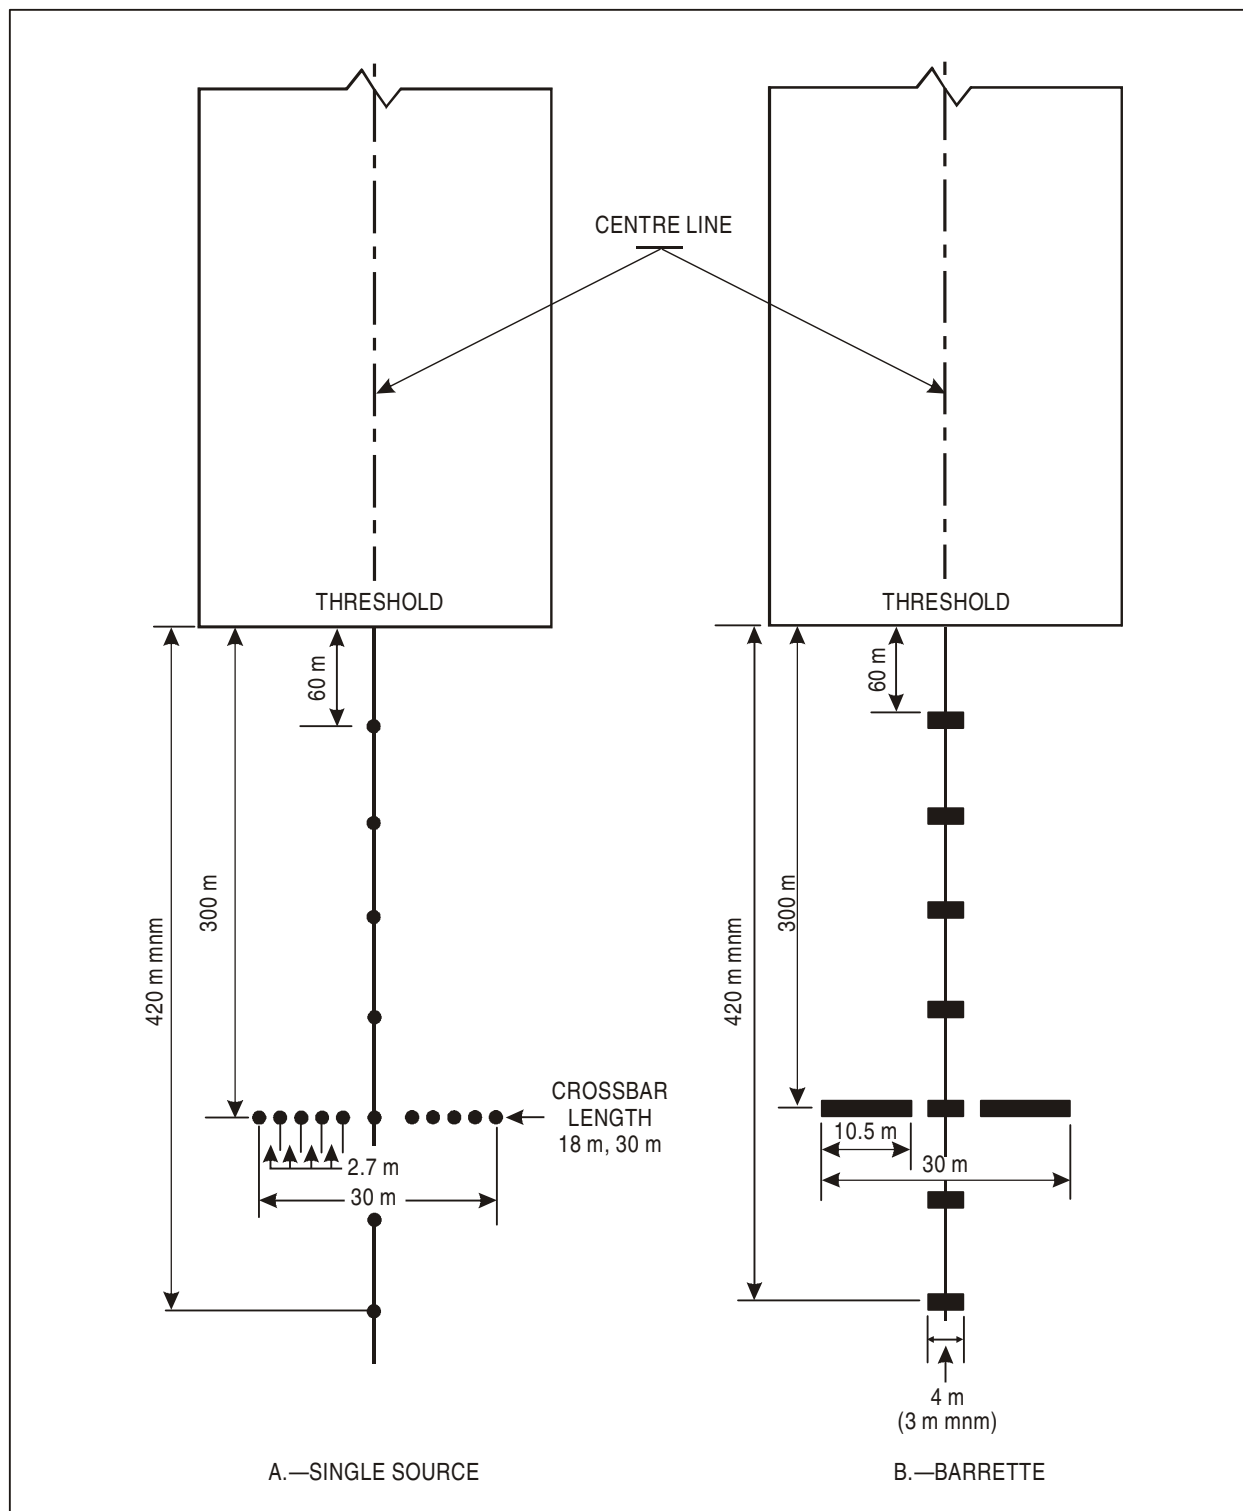 CENTRE LINE
THRESHOLD
THRESHOLD
60 m
60 m
300 m
300 m
420 m mnm
420 m mnm
CROSSBAR
LENGTH
18 m, 30 m
2.7 m
30 m
10.5 m
30 m
4 m
(3 m mnm)
A.—SINGLE SOURCE
B.—BARRETTE